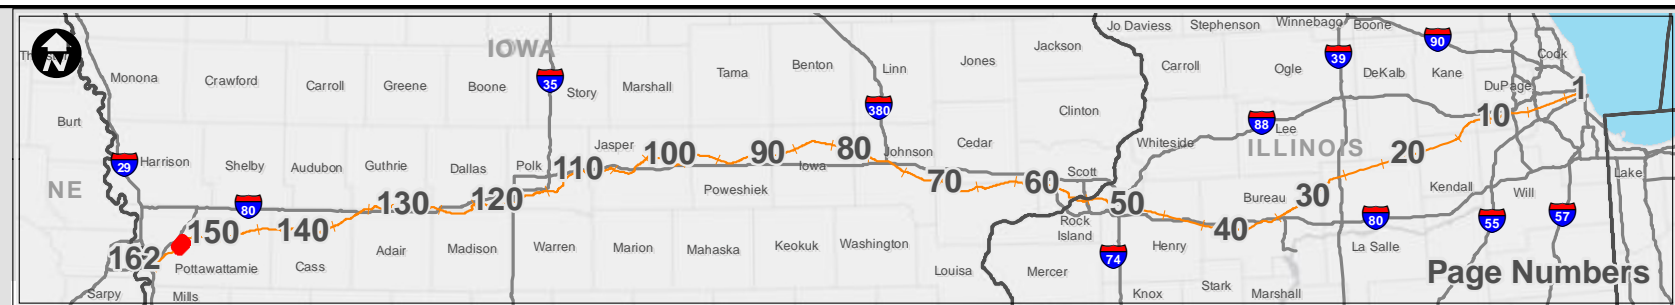 N
IOWA
ILLINOIS
NE
Monona
Crawford
Carroll
Greene
Boone
35
Story
Marshall
Tama
Benton
Linn
380
Jones
Jackson
Clinton
Jo Daviess
Stephenson
Winnebago
Boone
Carroll
Ogle
39
DeKalb
90
Kane
Cook
DuPage
1
Burt
29
Harrison
Shelby
Audubon
Guthrie
Dallas
Polk
Jasper
110
100
90
80
Iowa
Johnson
Cedar
Poweshiek
70
60
Scott
Whiteside
88
Lee
10
20
Kendall
Will
Lake
Bureau
30
50
Rock
Island
40
80
La Salle
55
57
80
150
140
130
120
162
Pottawattamie
Cass
Adair
Madison
Warren
Marion
Mahaska
Keokuk
Washington
Louisa
Mercer
74
Henry
Knox
Stark
Marshall
Sarpy
Mills
Page Numbers